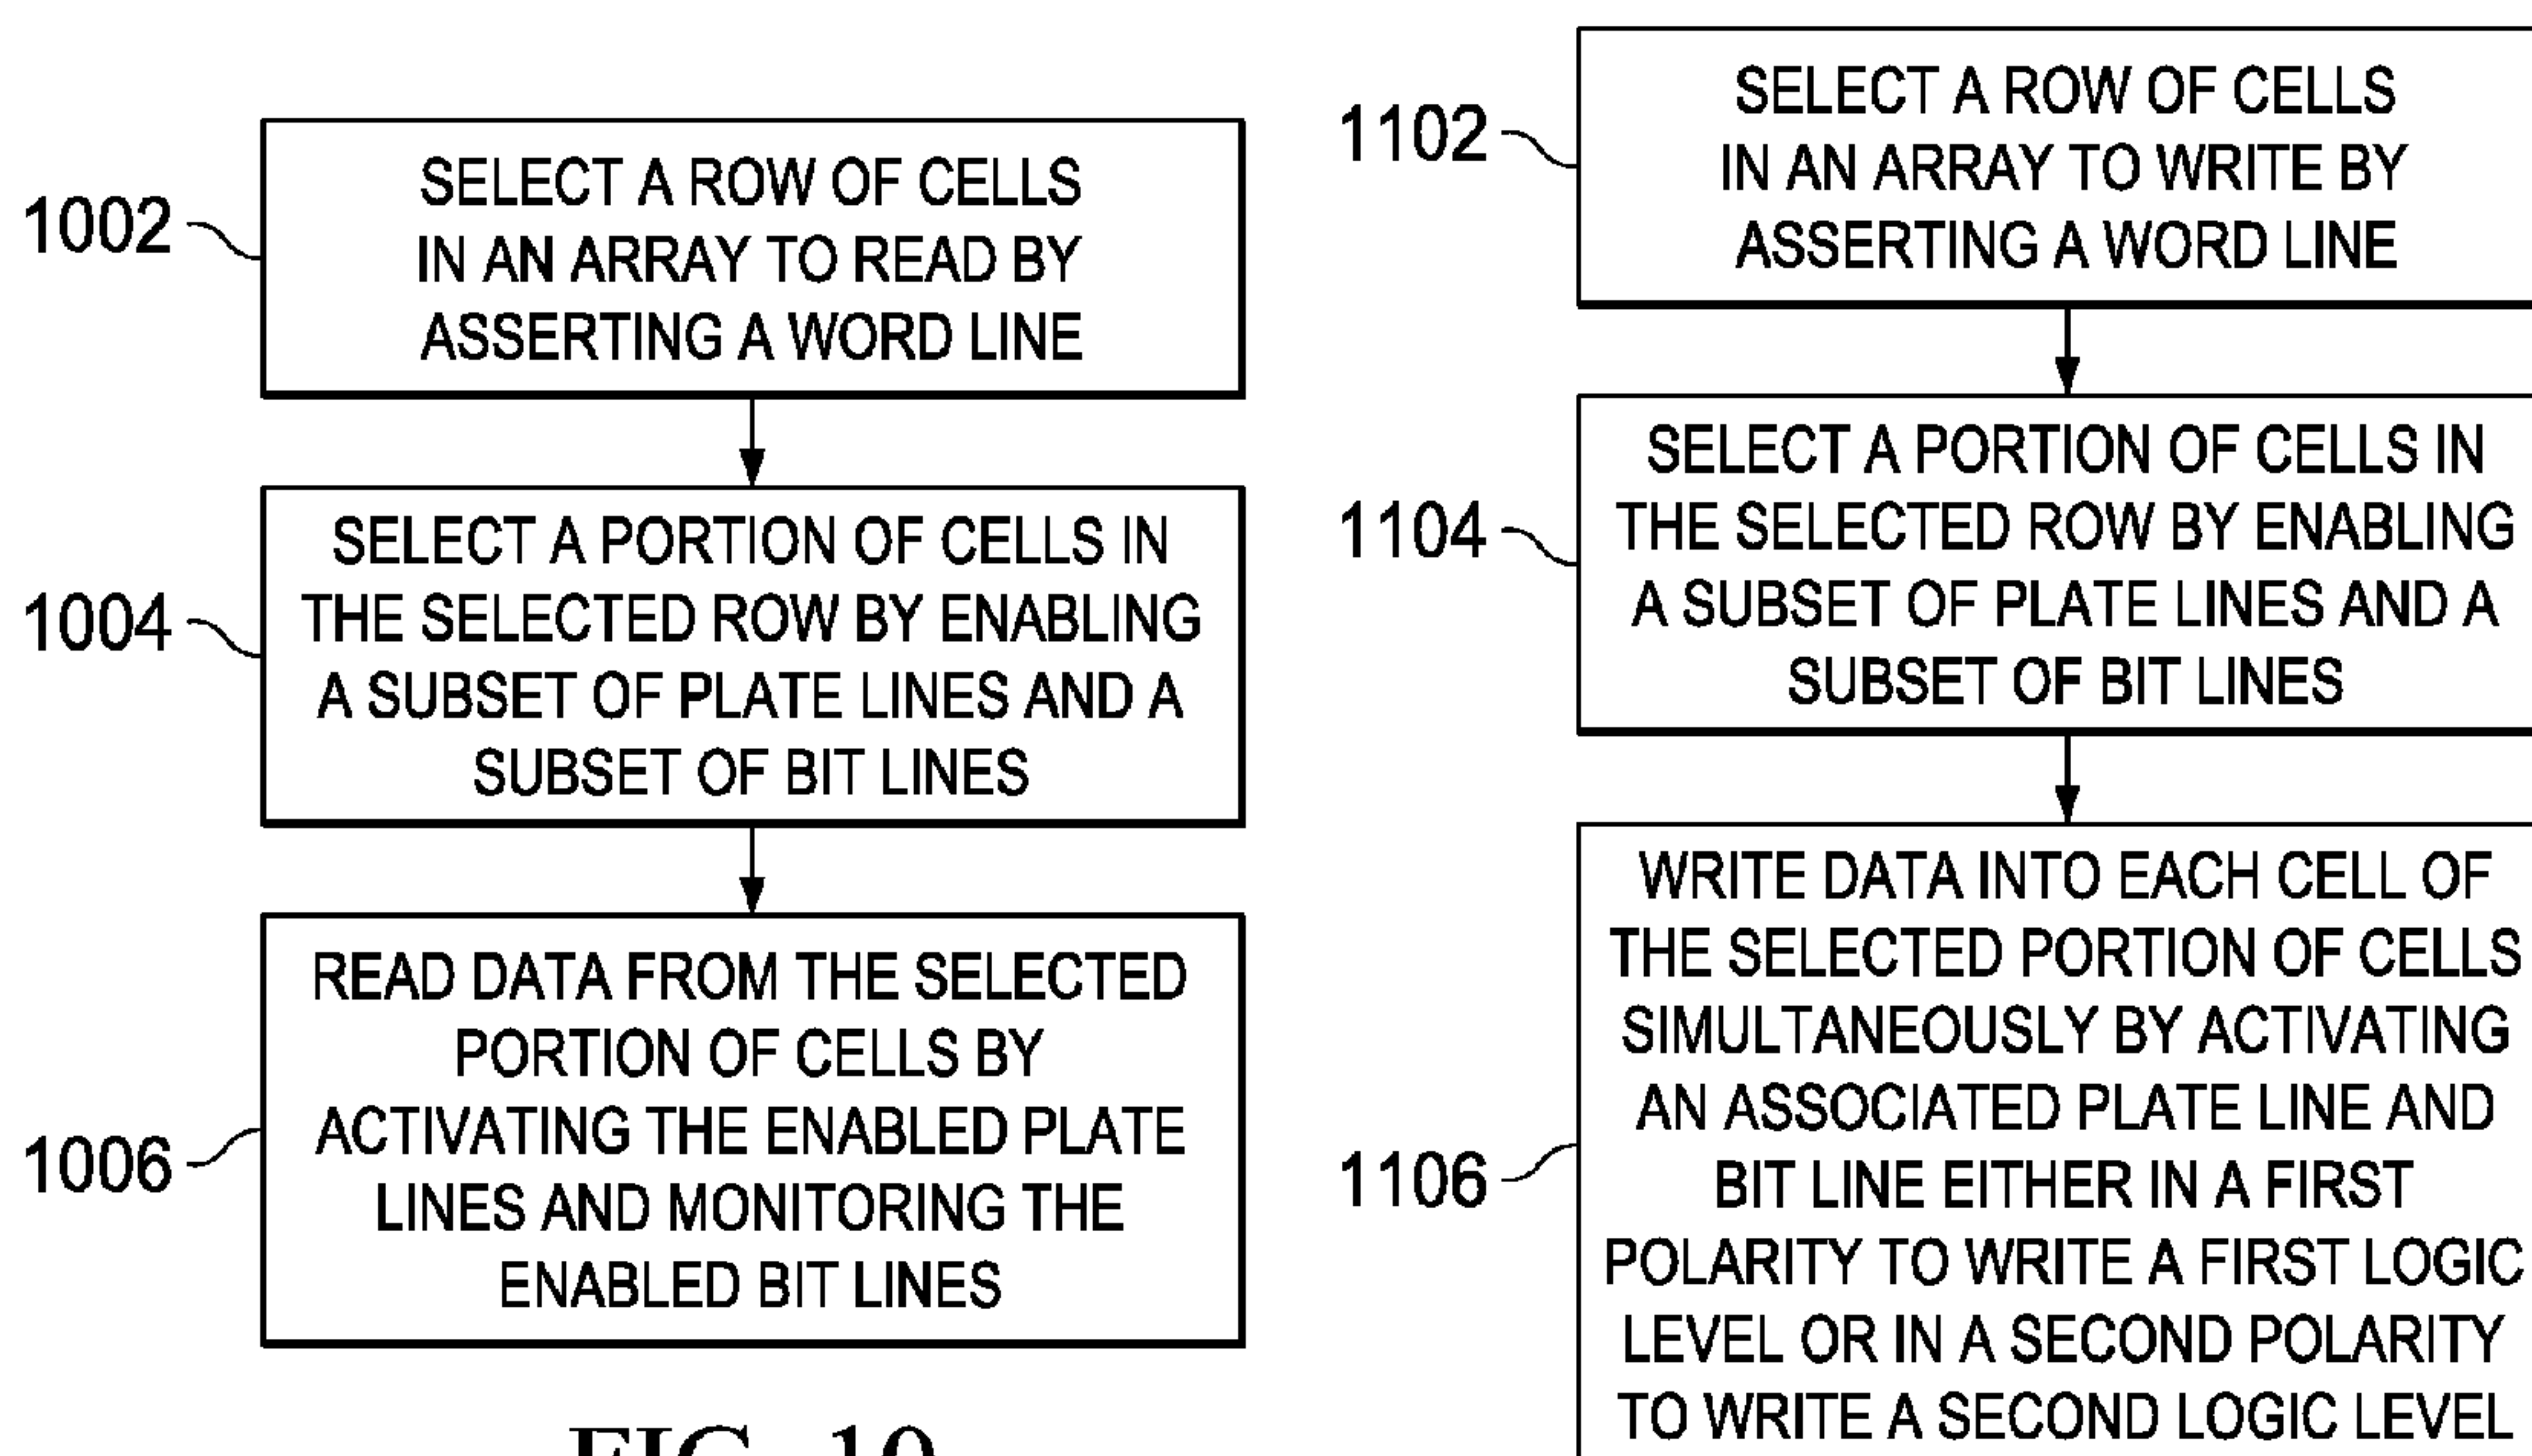 1002
SELECT A ROW OF CELLS
IN AN ARRAY TO READ BY
ASSERTING A WORD LINE
1004
SELECT A PORTION OF CELLS IN
THE SELECTED ROW BY ENABLING
A SUBSET OF PLATE LINES AND A
SUBSET OF BIT LINES
1006
READ DATA FROM THE SELECTED
PORTION OF CELLS BY
ACTIVATING THE ENABLED PLATE
LINES AND MONITORING THE
ENABLED BIT LINES
FIG. 10
1102
SELECT A ROW OF CELLS
IN AN ARRAY TO WRITE BY
ASSERTING A WORD LINE
1104
SELECT A PORTION OF CELLS IN
THE SELECTED ROW BY ENABLING
A SUBSET OF PLATE LINES AND A
SUBSET OF BIT LINES
1106
WRITE DATA INTO EACH CELL OF
THE SELECTED PORTION OF CELLS
SIMULTANEOUSLY BY ACTIVATING
AN ASSOCIATED PLATE LINE AND
BIT LINE EITHER IN A FIRST
POLARITY TO WRITE A FIRST LOGIC
LEVEL OR IN A SECOND POLARITY
TO WRITE A SECOND LOGIC LEVEL